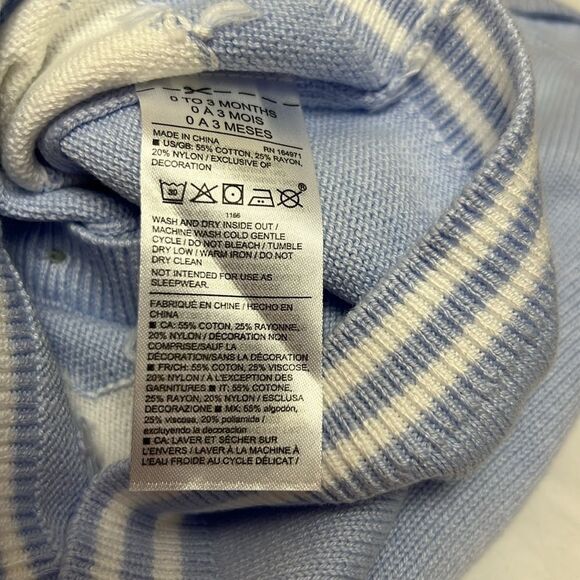 0 TO 3 MONTHS
0 À 3 MOIS
0 A 3 MESES
MADE IN CHINA RN 164971
■ US/GB: 55% COTTON, 25% RAYON,
20% NYLON / EXCLUSIVE OF
DECORATION
30
1166
WASH AND DRY INSIDE OUT /
MACHINE WASH COLD GENTLE
CYCLE / DO NOT BLEACH / TUMBLE
DRY LOW / WARM IRON / DO NOT
DRY CLEAN
NOT INTENDED FOR USE AS
SLEEPWEAR.
FABRIQUÉ EN CHINE / HECHO EN
CHINA
■ CA: 55% COTON, 25% RAYONNE,
20% NYLON / DÉCORATION NON
COMPRISE/SAUF LA
DÉCORATION/SANS LA DÉCORATION
■ FR/CH: 55% COTON, 25% VISCOSE,
20% NYLON / À L'EXCEPTION DES
GARNITURES ■ IT: 55% COTONE,
25% RAYON, 20% NYLON / ESCLUSA
DECORAZIONE ■ MX: 55% algodón,
25% viscosa, 20% poliamida /
excluyendo la decoración
■ CA: LAVER ET SÉCHER SUR
L'ENVERS / LAVER À LA MACHINE À
L'EAU FROIDE AU CYCLE DÉLICAT /